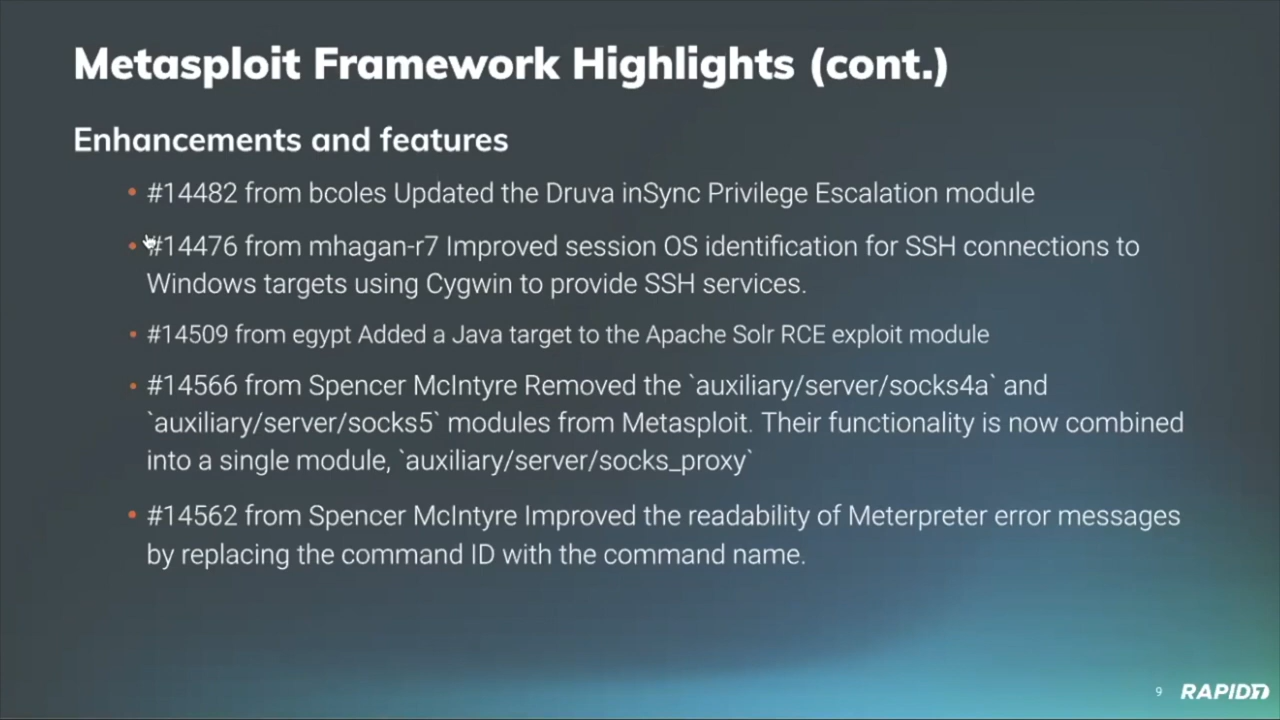 Metasploit Framework Highlights (cont.)
Enhancements and features
• #14482 from bcoles Updated the Druva inSync Privilege Escalation module
• #14476 from mhagan-r7 Improved session OS identification for SSH connections to
Windows targets using Cygwin to provide SSH services.
• #14509 from egypt Added a Java target to the Apache Solr RCE exploit module
• #14566 from Spencer McIntyre Removed the `auxiliary/server/socks4a` and
`auxiliary/server/socks5` modules from Metasploit. Their functionality is now combined
into a single module, `auxiliary/server/socks_proxy`
• #14562 from Spencer McIntyre Improved the readability of Meterpreter error messages
by replacing the command ID with the command name.
9 RAPID7